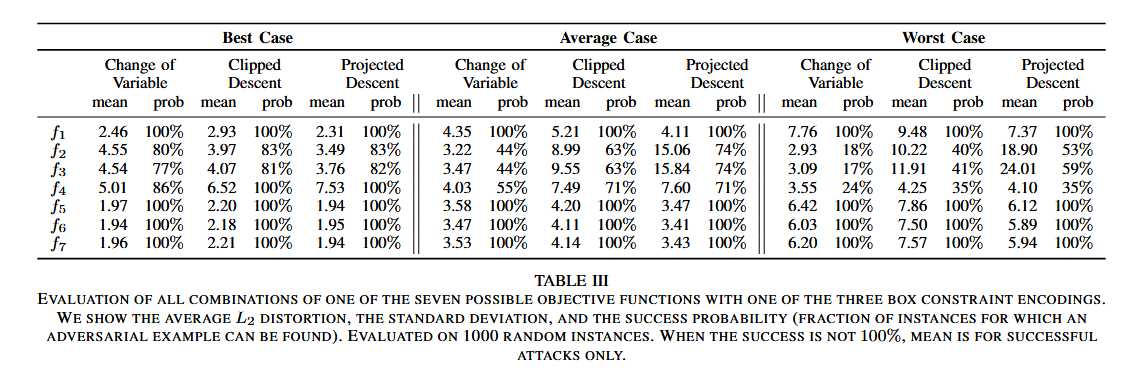 Best Case Average Case Worst Case
Change of Clipped Projected Change of Clipped Projected Change of Clipped Projected
Variable Descent Descent Variable Descent Descent Variable Descent Descent
mean prob mean prob mean prob mean prob mean prob mean prob mean prob mean prob mean prob
f1 2.46 100% 2.93 100% 2.31 100% 4.35 100% 5.21 100% 4.11 100% 7.76 100% 9.48 100% 7.37 100%
f2 4.55 80% 3.97 83% 3.49 83% 3.22 44% 8.99 63% 15.06 74% 2.93 18% 10.22 40% 18.90 53%
f3 4.54 77% 4.07 81% 3.76 82% 3.47 44% 9.55 63% 15.84 74% 3.09 17% 11.91 41% 24.01 59%
f4 5.01 86% 6.52 100% 7.53 100% 4.03 55% 7.49 71% 7.60 71% 3.55 24% 4.25 35% 4.10 35%
f5 1.97 100% 2.20 100% 1.94 100% 3.58 100% 4.20 100% 3.47 100% 6.42 100% 7.86 100% 6.12 100%
f6 1.94 100% 2.18 100% 1.95 100% 3.47 100% 4.11 100% 3.41 100% 6.03 100% 7.50 100% 5.89 100%
f7 1.96 100% 2.21 100% 1.94 100% 3.53 100% 4.14 100% 3.43 100% 6.20 100% 7.57 100% 5.94 100%
TABLE III
EVALUATION OF ALL COMBINATIONS OF ONE OF THE SEVEN POSSIBLE OBJECTIVE FUNCTIONS WITH ONE OF THE THREE BOX CONSTRAINT ENCODINGS.
WE SHOW THE AVERAGE L2 DISTORTION, THE STANDARD DEVIATION, AND THE SUCCESS PROBABILITY (FRACTION OF INSTANCES FOR WHICH AN
ADVERSARIAL EXAMPLE CAN BE FOUND). EVALUATED ON 1000 RANDOM INSTANCES. WHEN THE SUCCESS IS NOT 100%, MEAN IS FOR SUCCESSFUL
ATTACKS ONLY.